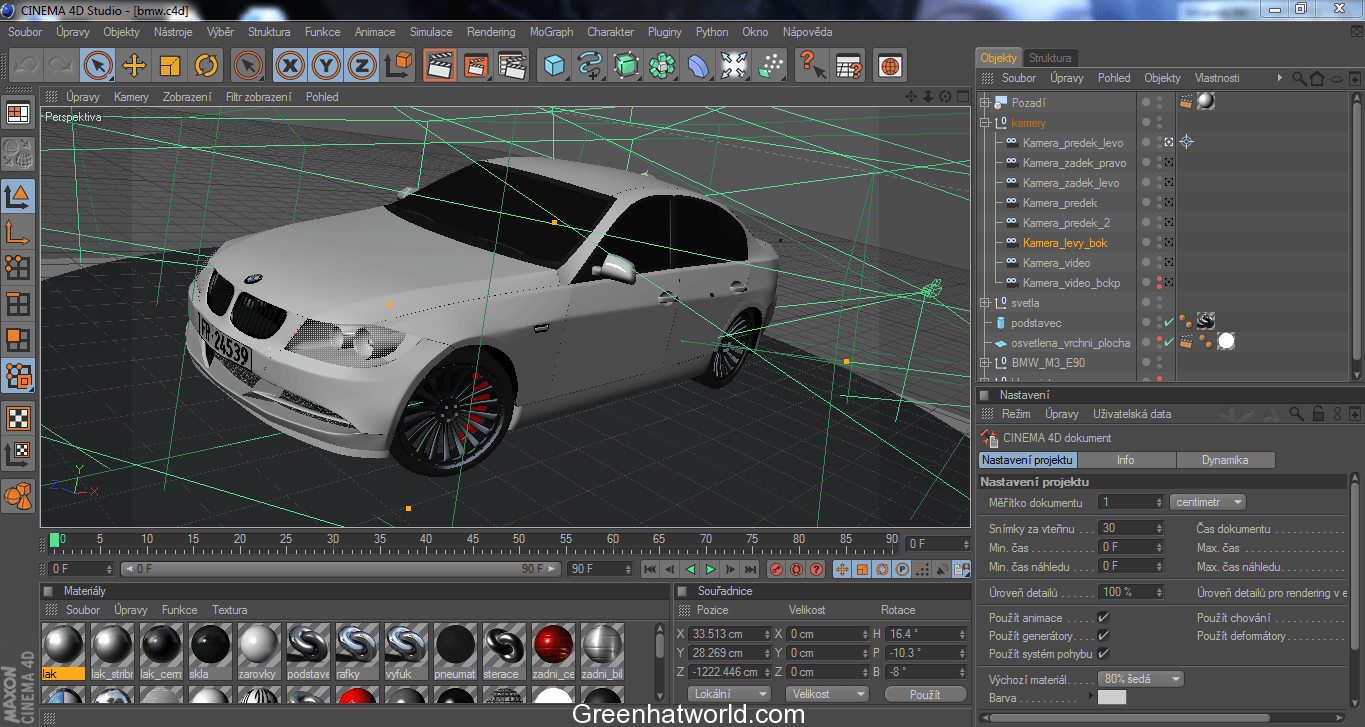 CINEMA 4D Studio - [bmw.c4d]
Soubor Úpravy Objekty Nástroje Výběr Struktura Funkce Animace Simulace Rendering MoGraph Charakter Pluginy Python Okno Nápověda
Objekty Struktura
Soubor Úpravy Pohled Objekty Vlastnosti
Úpravy Kamery Zobrazení Filtr zobrazení Pohled
Perspektiva
Pozadí
kamery
Kamera_predek_levo
Kamera_zadek_pravo
Kamera_zadek_levo
Kamera_predek
Kamera_predek_2
Kamera_levy_bok
Kamera_video
Kamera_video_bckp
svetla
podstavec
osvetlena_vrchni_plocha
BMW_M3_E90
FR-24539
Y
Z X
Nastavení
Režim Úpravy Uživatelská data
CINEMA 4D dokument
Nastavení projektu Info Dynamika
Nastavení projektu
Měřítko dokumentu 1 centimetr
Snímky za vteřinu 30 Čas dokumentu
Min. čas 0 F Max. čas
Min. čas náhledu 0 F Max. čas náhledu
Úroveň detailů 100 % Úroveň detailů pro rendering v e
Použít animace Použít chování
Použít generátory Použít deformátory
Použít systém pohybu
Výchozí materiál 80% šedá
Barva
0 5 10 15 20 25 30 35 40 45 50 55 60 65 70 75 80 85 90 0 F
0 F 0 F 90 F 90 F
Materiály
Soubor Úpravy Funkce Textura
lak lak_stribr lak_cern skla zarovky podstave rafky vyfuk pneumat sterace zadni_ce zadni_bil
Souřadnice
Pozice Velikost Rotace
X 33.513 cm X 0 cm H 16.4 °
Y 28.269 cm Y 0 cm P -10.3 °
Z -1222.446 cm Z 0 cm B -8 °
Lokální Velikost Použít
MAXON
CINEMA 4D
Greenhatworld.com